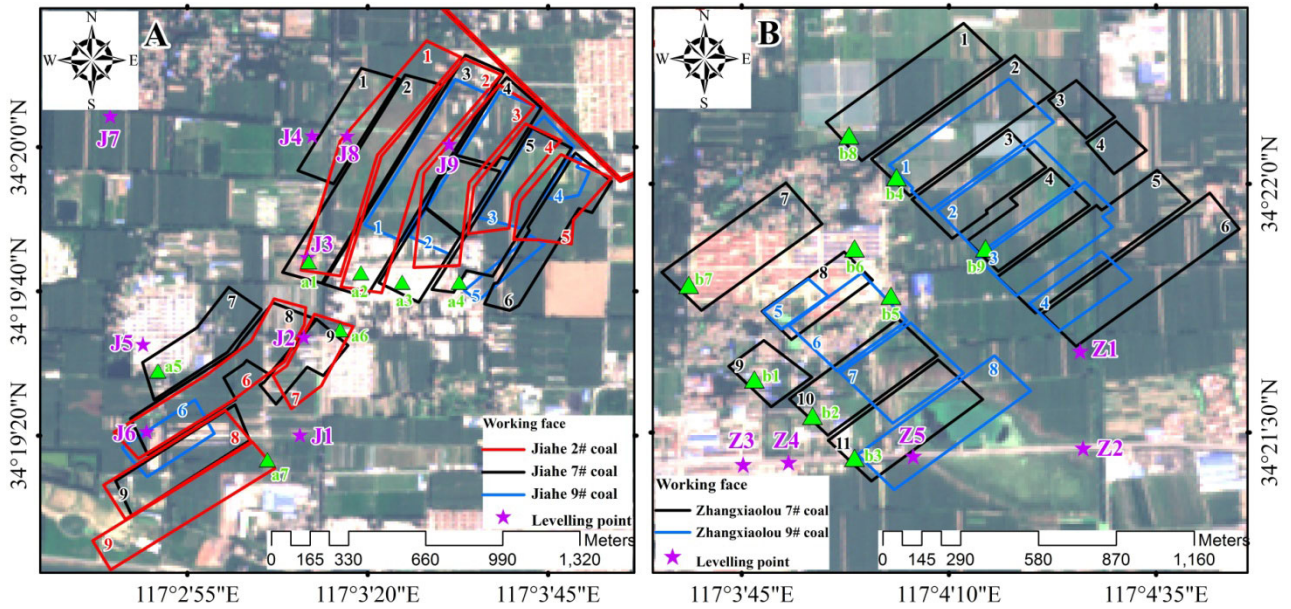 N
W E
S
A
1
1
2
3
2
4
3
5
4
4
5
6
1
2
3
5
J7
J4
J8
J9
J3
a1
a2
a3
a4
7
8
9
J5
J2
a6
a5
6
6
7
J6
8
J1
9
a7
9
Working face
Jiahe 2# coal
Jiahe 7# coal
Jiahe 9# coal
Levelling point
0 165 330 660 990 1,320 Meters
34°20'0"N
34°19'40"N
34°19'20"N
117°2'55"E 117°3'20"E 117°3'45"E
N
W E
S
B
1
2
3
4
3
4
5
6
7
8
1
2
3
4
5
6
7
8
9
10
11
b8
b4
b6
b9
b7
b5
b1
b2
b3
Z1
Z3
Z4
Z5
Z2
Working face
Zhangxiaolou 7# coal
Zhangxiaolou 9# coal
Levelling point
0 145 290 580 870 1,160 Meters
34°22'0"N
34°21'30"N
117°3'45"E 117°4'10"E 117°4'35"E